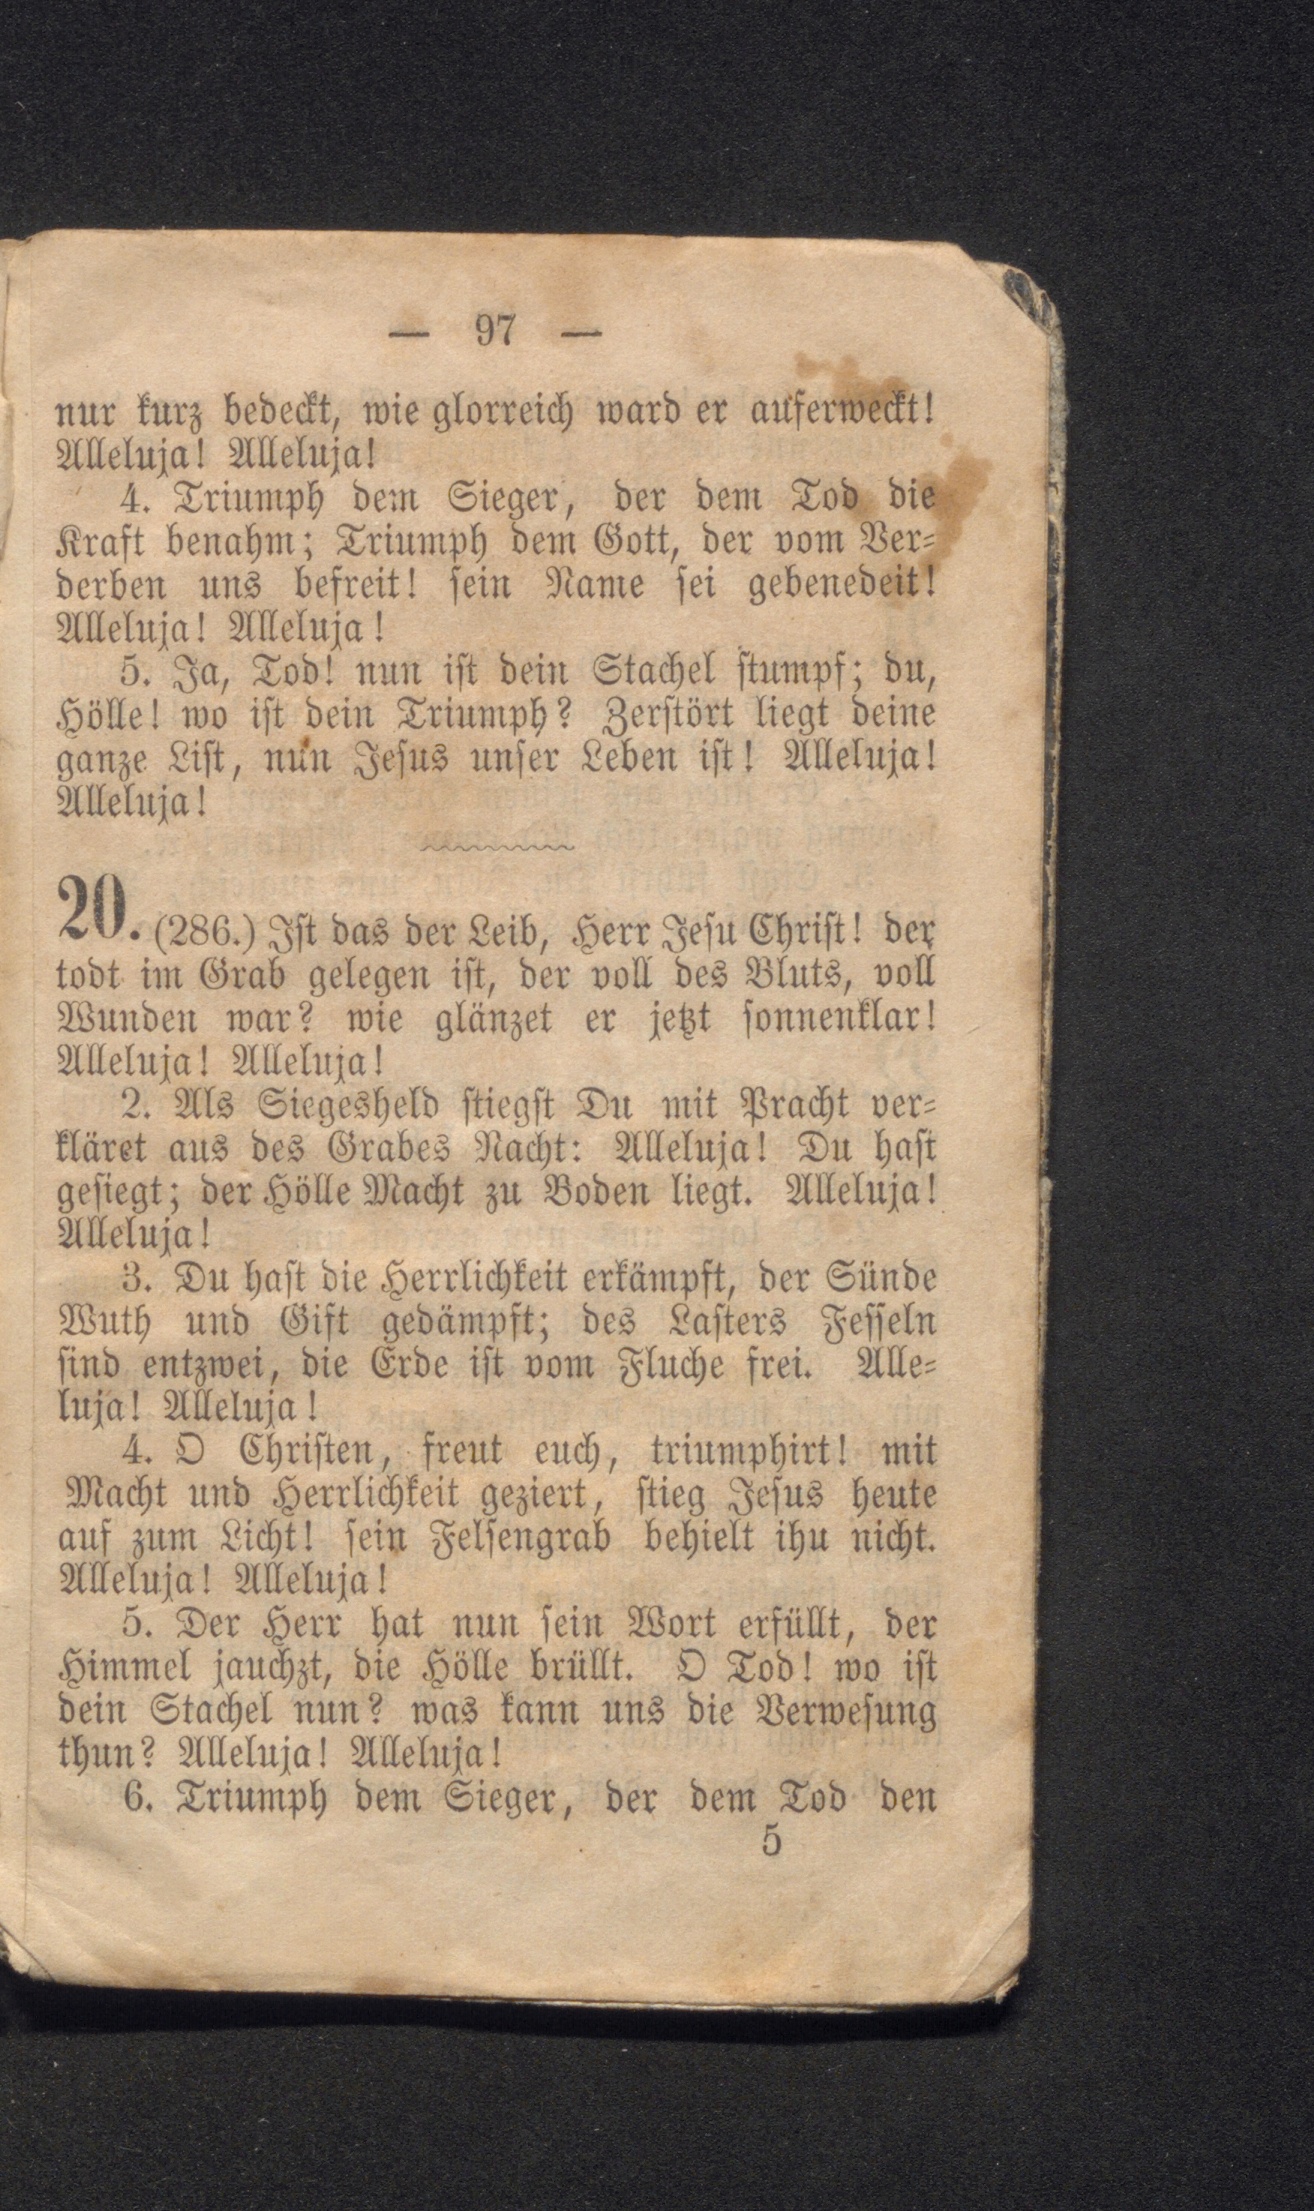 — 97 —
nur kurz bedeckt, wie glorreich ward er auferweckt!
Alleluja! Alleluja!
4. Triumph dem Sieger, der dem Tod die
Kraft benahm; Triumph dem Gott, der vom Ver-
derben uns befreit! sein Name sei gebenedeit!
Alleluja! Alleluja!
5. Ja, Tod! nun ist dein Stachel stumpf; du,
Hölle! wo ist dein Triumph? Zerstört liegt deine
ganze List, nun Jesus unser Leben ist! Alleluja!
Alleluja!
20. (286.) Ist das der Leib, Herr Jesu Christ! der
todt im Grab gelegen ist, der voll des Bluts, voll
Wunden war? wie glänzet er jetzt sonnenklar!
Alleluja! Alleluja!
2. Als Siegesheld stiegst Du mit Pracht ver-
kläret aus des Grabes Nacht: Alleluja! Du hast
gesiegt; der Hölle Macht zu Boden liegt. Alleluja!
Alleluja!
3. Du hast die Herrlichkeit erkämpft, der Sünde
Wuth und Gift gedämpft; des Lasters Fesseln
sind entzwei, die Erde ist vom Fluche frei. Alle-
luja! Alleluja!
4. O Christen, freut euch, triumphirt! mit
Macht und Herrlichkeit geziert, stieg Jesus heute
auf zum Licht! sein Felsengrab behielt ihu nicht.
Alleluja! Alleluja!
5. Der Herr hat nun sein Wort erfüllt, der
Himmel jauchzt, die Hölle brüllt. O Tod! wo ist
dein Stachel nun? was kann uns die Verwesung
thun? Alleluja! Alleluja!
6. Triumph dem Sieger, der dem Tod den
5